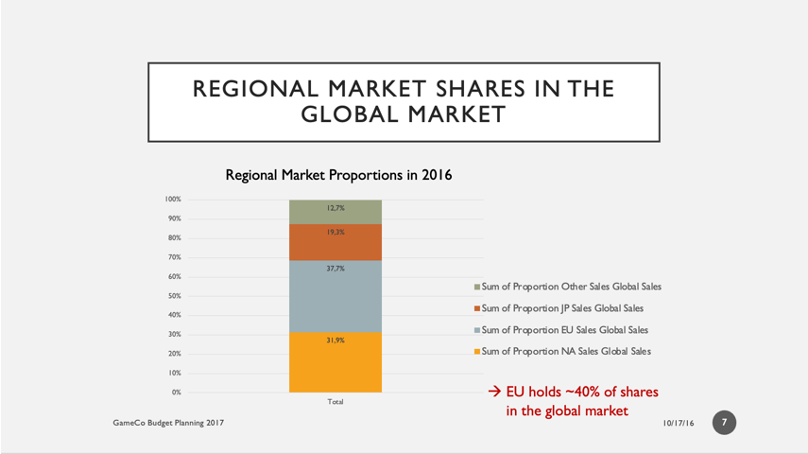 REGIONAL MARKET SHARES IN THE
GLOBAL MARKET
Regional Market Proportions in 2016
100%
90%
80%
70%
60%
50%
40%
30%
20%
10%
0%
12,7%
19,3%
37,7%
31,9%
Total
Sum of Proportion Other Sales Global Sales
Sum of Proportion JP Sales Global Sales
Sum of Proportion EU Sales Global Sales
Sum of Proportion NA Sales Global Sales
→ EU holds ~40% of shares
in the global market
GameCo Budget Planning 2017
10/17/16
7